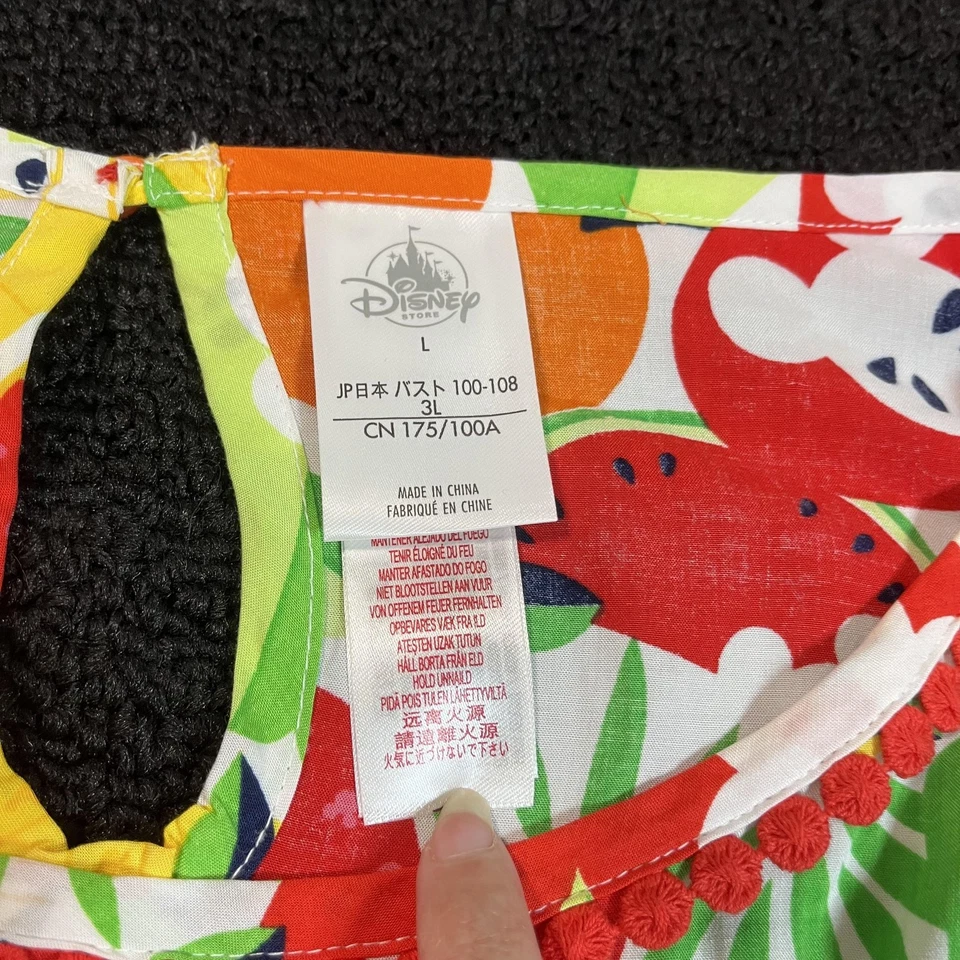 Disney
STORE
L
JP日本 バスト 100-108
3L
CN 175/100A
MADE IN CHINA
FABRIQUÉ EN CHINE
MANTENER ALEJADO DEL FUEGO
TENIR ÉLOIGNÉ DU FEU
MANTER AFASTADO DO FOGO
NIET BLOOTSTELLEN AAN VUUR
VON OFFENEM FEUER FERNHALTEN
OPBEVARES VÆK FRA ILD
ATEŞTEN UZAK TUTUN
HÅLL BORTA FRÅN ELD
HOLD UNNA ILD
PIDÄ POIS TULEN LÄHETTYVILTÄ
远离火源
請遠離火源
火気に近づけないで下さい